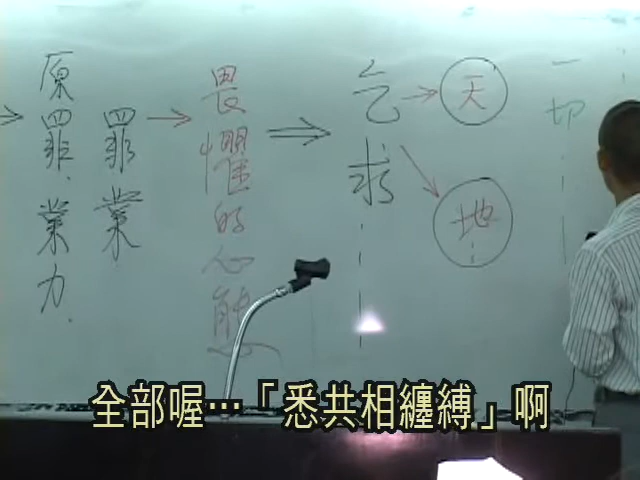 原罪、業力
罪業
畏懼的心態
乞求
天
地
一切
全部喔…「悉共相纏縛」啊